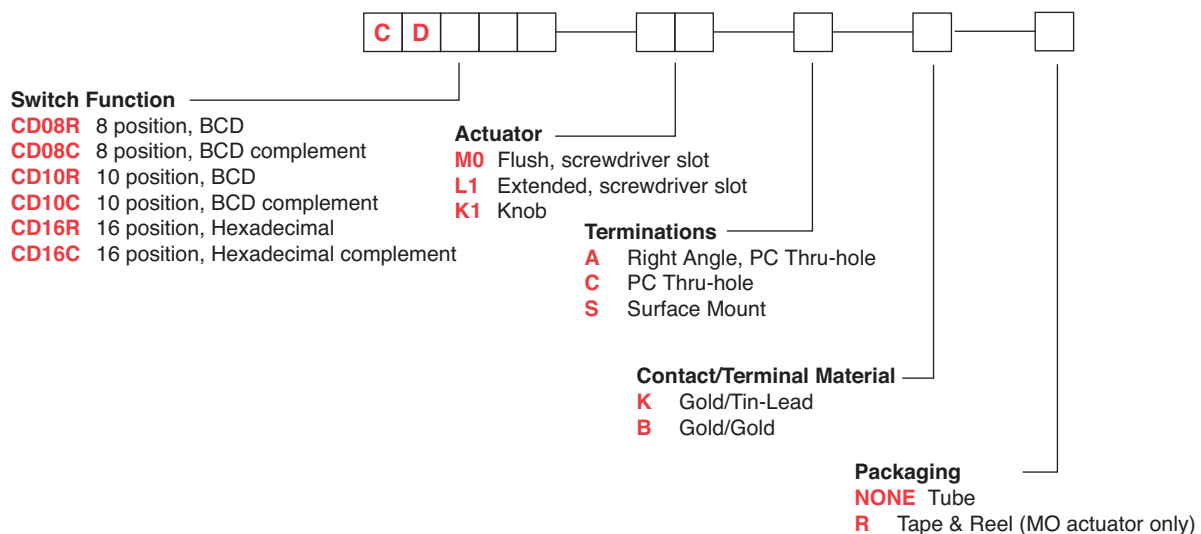 C D
Switch Function
CD08R 8 position, BCD
CD08C 8 position, BCD complement
CD10R 10 position, BCD
CD10C 10 position, BCD complement
CD16R 16 position, Hexadecimal
CD16C 16 position, Hexadecimal complement
Actuator
M0 Flush, screwdriver slot
L1 Extended, screwdriver slot
K1 Knob
Terminations
A Right Angle, PC Thru-hole
C PC Thru-hole
S Surface Mount
Contact/Terminal Material
K Gold/Tin-Lead
B Gold/Gold
Packaging
NONE Tube
R Tape & Reel (MO actuator only)